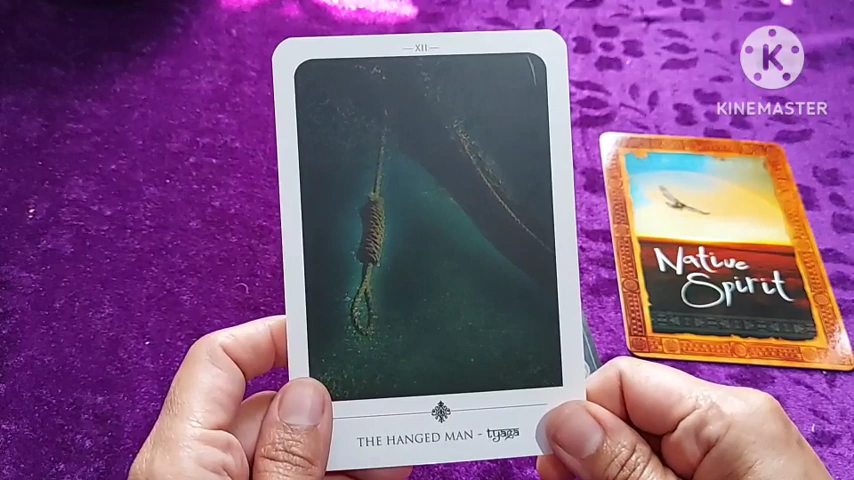 XII
THE HANGED MAN - tyaga
Native
Spirit
K
KINEMASTER